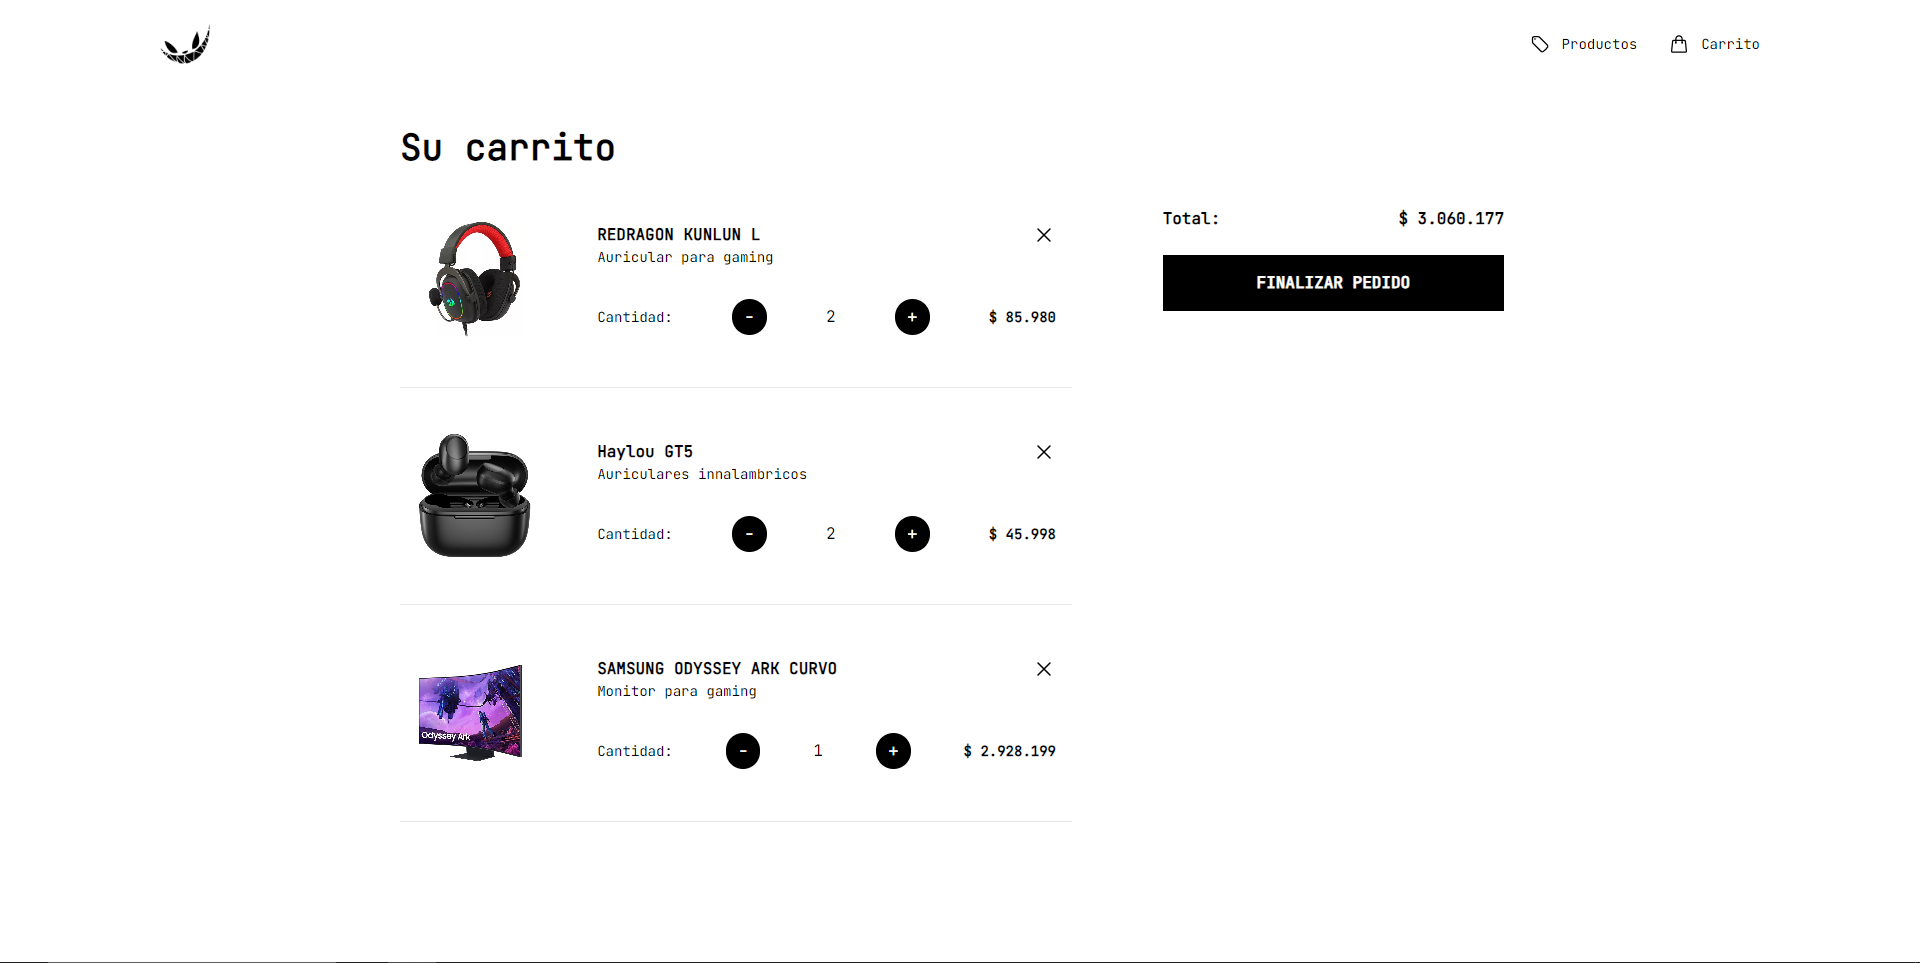 Productos
Carrito
Su carrito
REDRAGON KUNLUN L
Auricular para gaming
Cantidad: - 2 + $ 85.980
Total: $ 3.060.177
FINALIZAR PEDIDO
Haylou GT5
Auriculares innalambricos
Cantidad: - 2 + $ 45.998
Odyssey Ark
SAMSUNG ODYSSEY ARK CURVO
Monitor para gaming
Cantidad: - 1 + $ 2.928.199